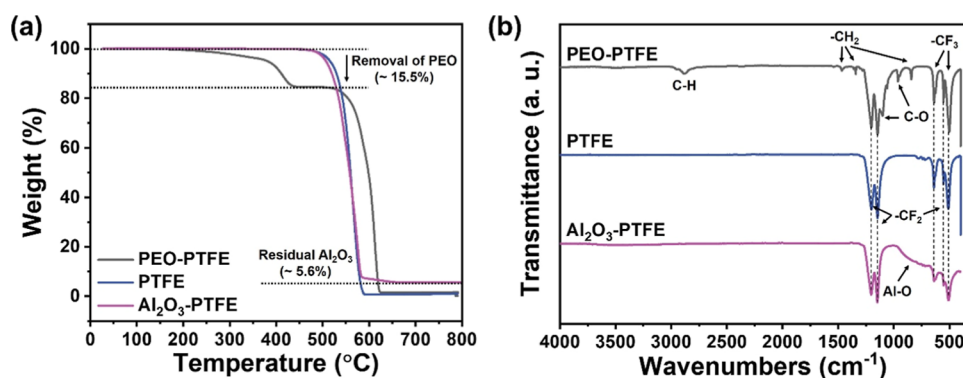 (a)
100
80
60
40
20
0
Weight (%)
Removal of PEO
(~ 15.5%)
Residual Al₂O₃
(~ 5.6%)
PEO-PTFE
PTFE
Al₂O₃-PTFE
0 100 200 300 400 500 600 700 800
Temperature (°C)
(b)
Transmittance (a. u.)
PEO-PTFE
-CH₂
-CF₃
C-H
C-O
PTFE
-CF₂
Al₂O₃-PTFE
Al-O
4000 3500 3000 2500 2000 1500 1000 500
Wavenumbers (cm⁻¹)